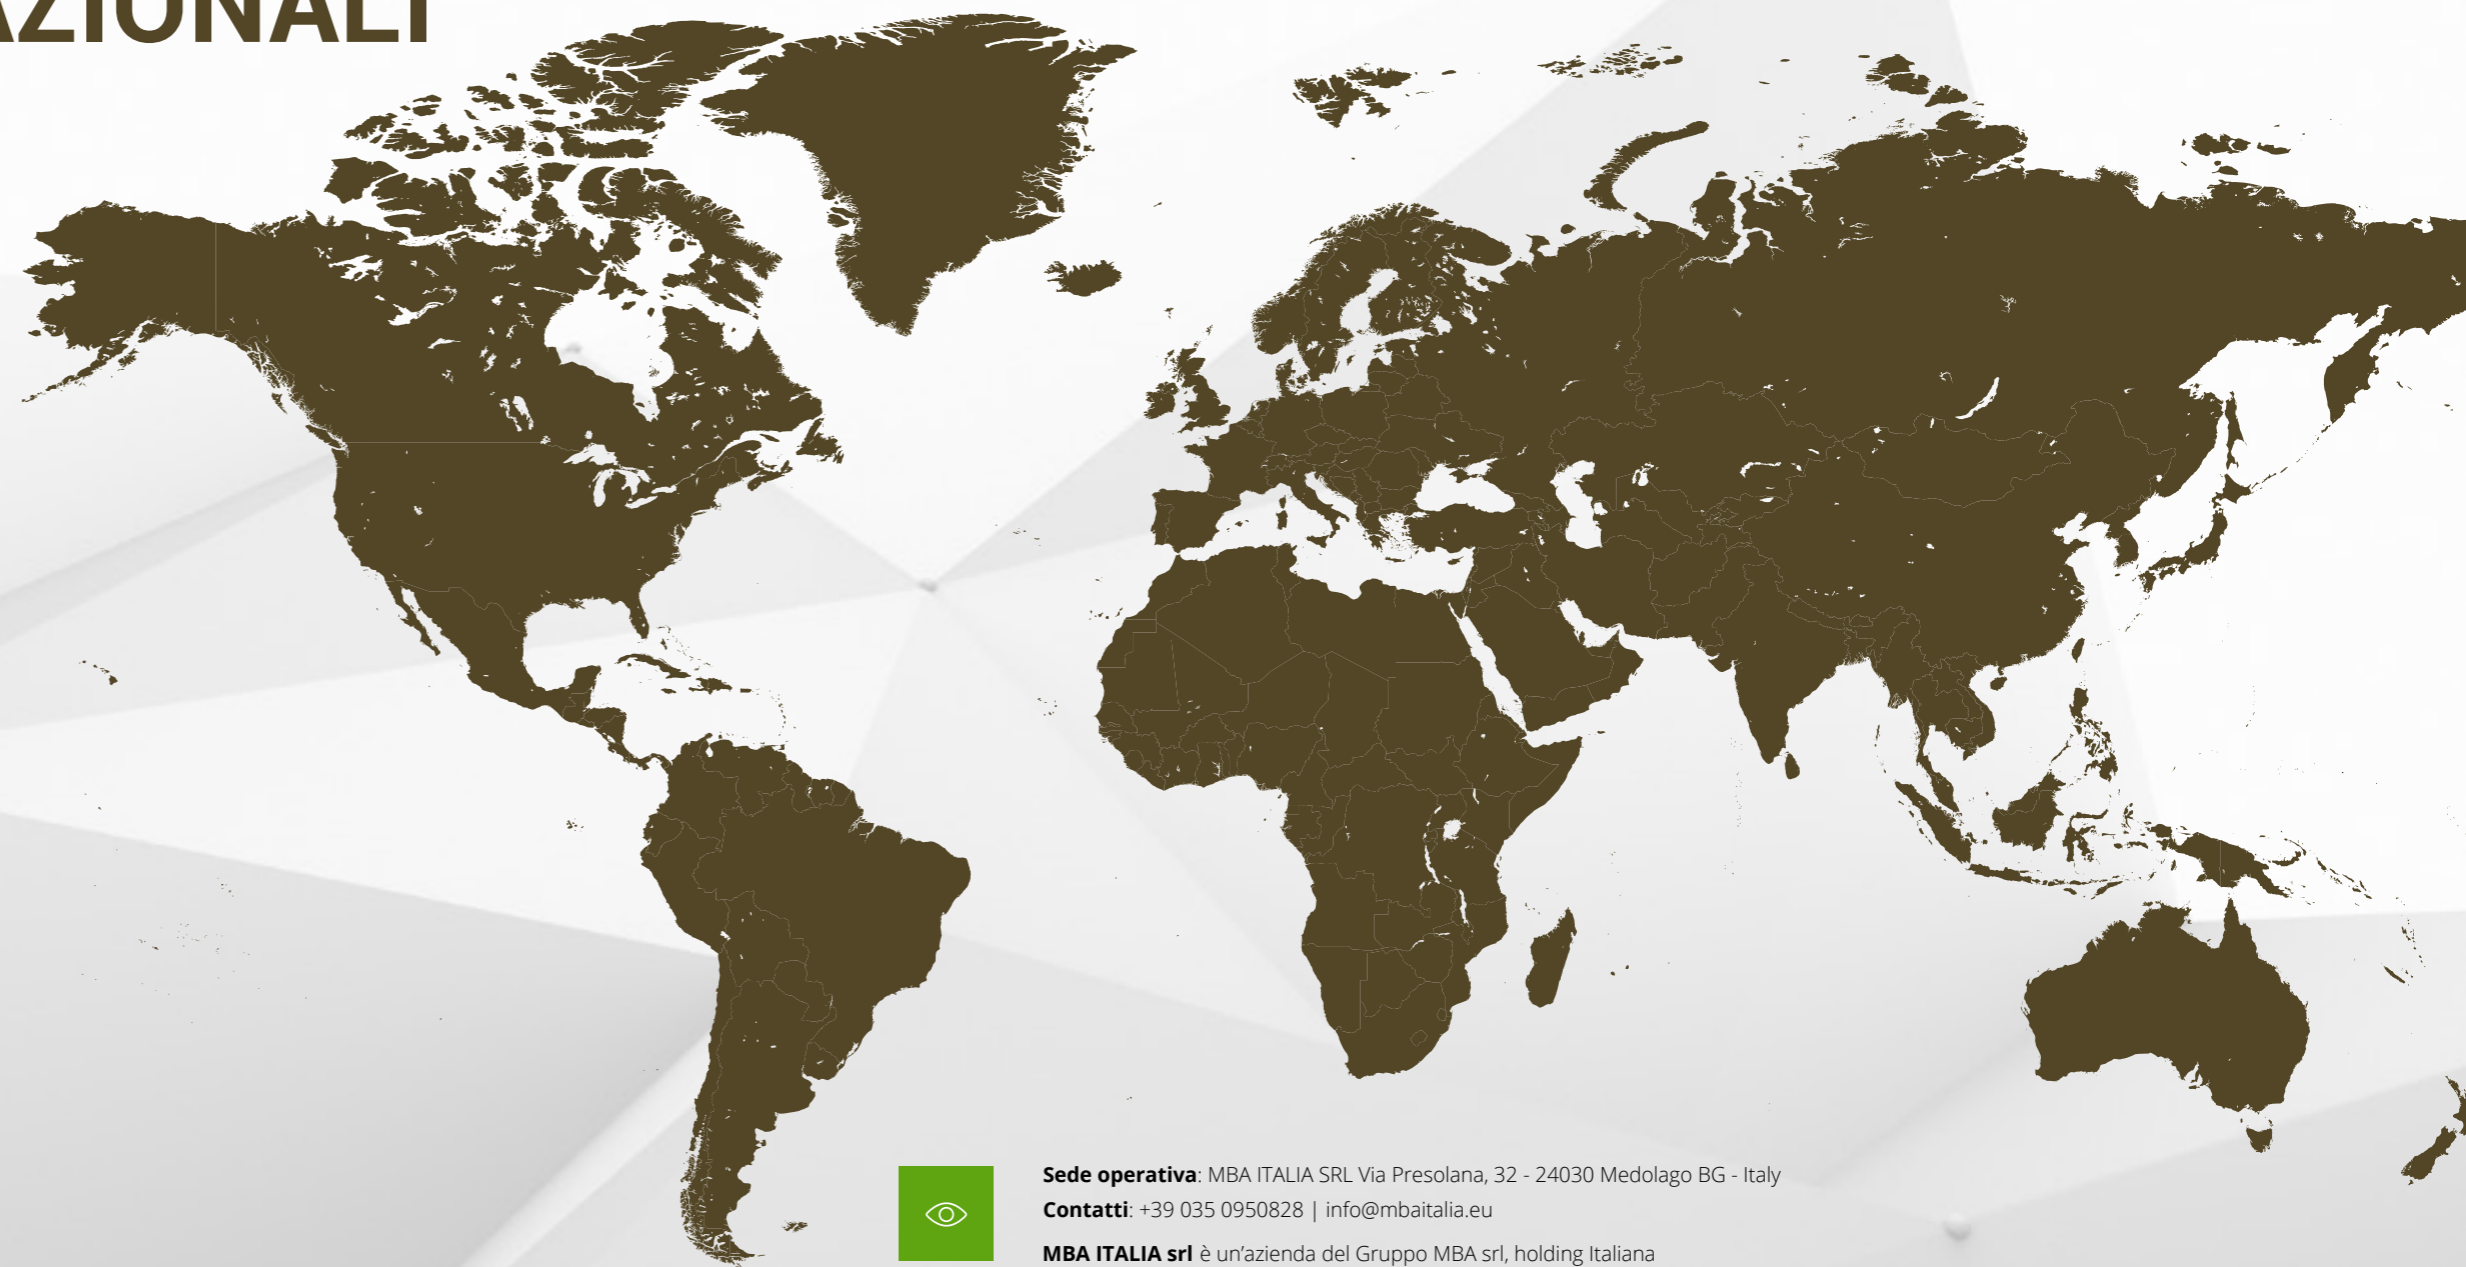 AZIONALI
Sede operativa: MBA ITALIA SRL Via Presolana, 32 - 24030 Medolago BG - Italy
Contatti: +39 035 0950828 | info@mbaitalia.eu
MBA ITALIA srl è un’azienda del Gruppo MBA srl, holding Italiana